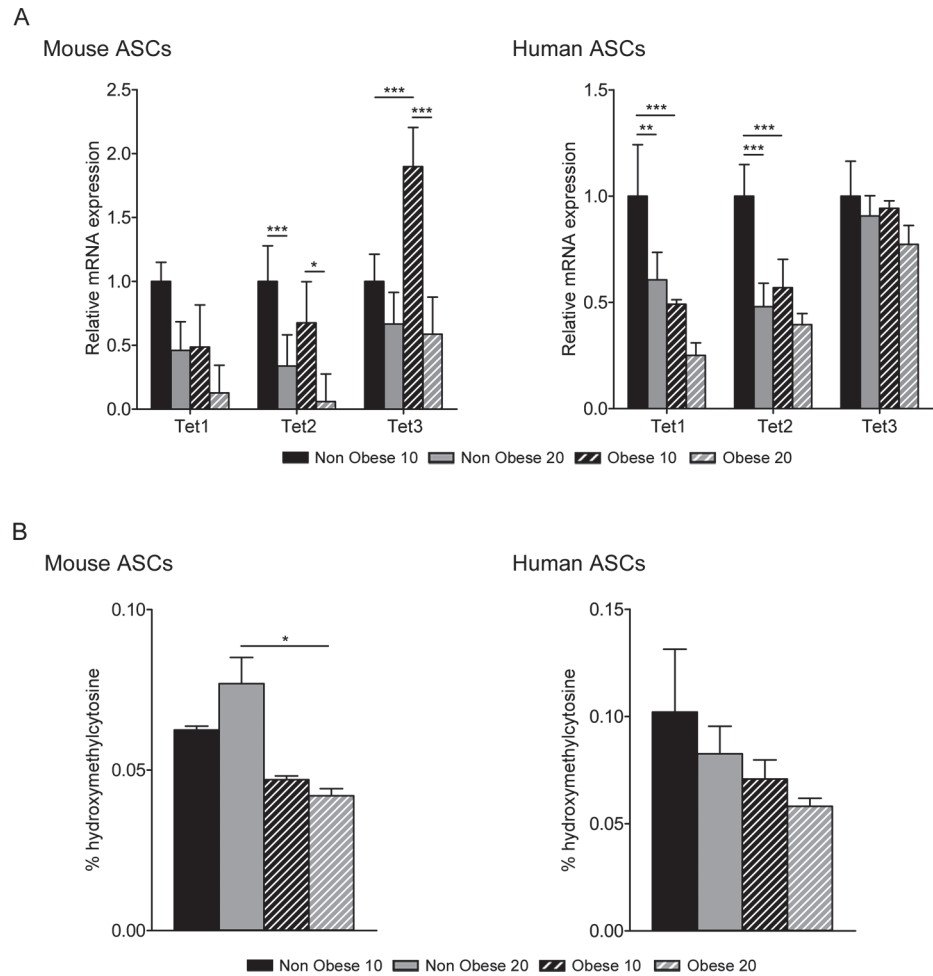 A
Mouse ASCs
Human ASCs
Relative mRNA expression
2.5
2.0
1.5
1.0
0.5
0.0
***
*
***
***
Tet1 Tet2 Tet3
Relative mRNA expression
1.5
1.0
0.5
0.0
***
**
***
***
Tet1 Tet2 Tet3
Non Obese 10 Non Obese 20 Obese 10 Obese 20
B
Mouse ASCs
Human ASCs
% hydroxymethylcytosine
0.10
0.05
0.00
*
% hydroxymethylcytosine
0.15
0.10
0.05
0.00
Non Obese 10 Non Obese 20 Obese 10 Obese 20